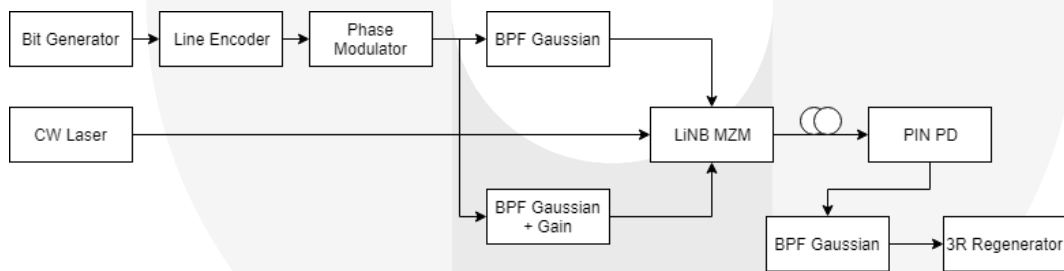 Bit Generator
Line Encoder
Phase
Modulator
BPF Gaussian
CW Laser
LiNB MZM
PIN PD
BPF Gaussian
+ Gain
BPF Gaussian
3R Regenerator